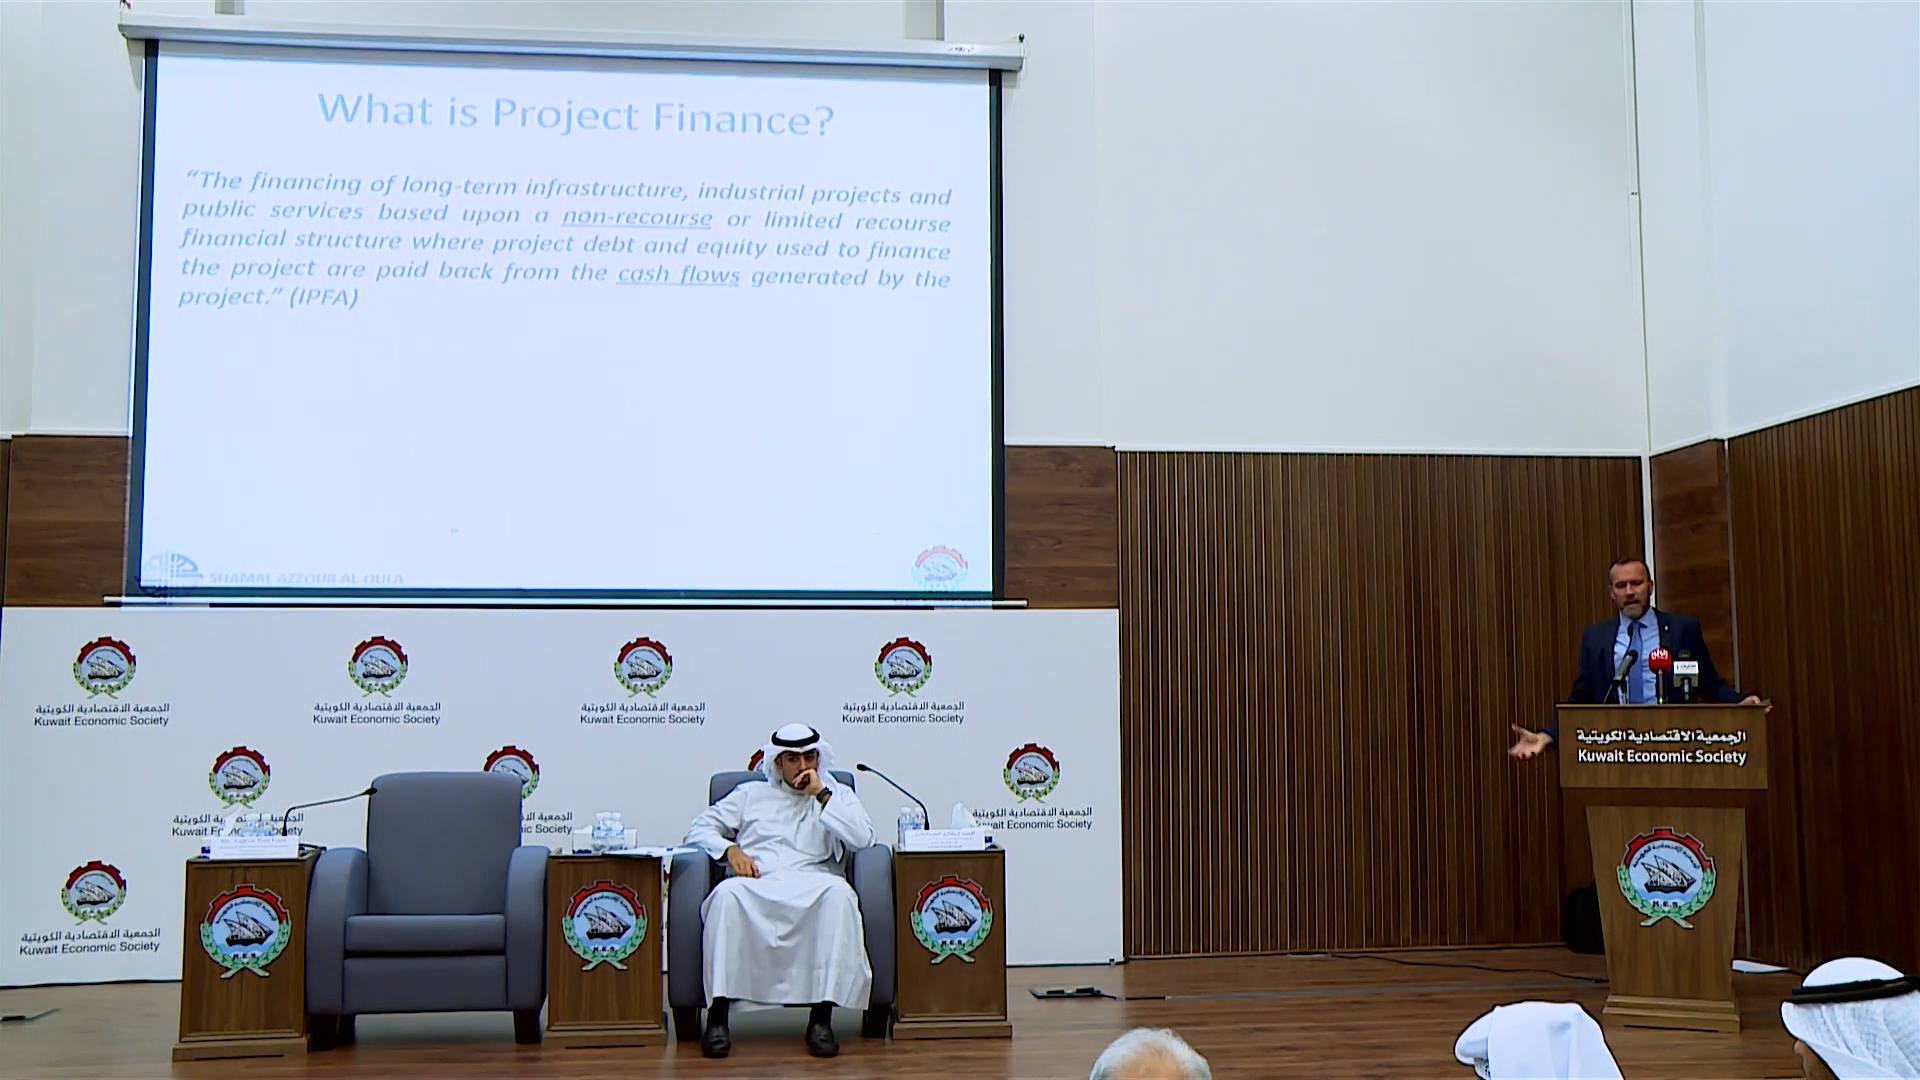 What is Project Finance?
“The financing of long-term infrastructure, industrial projects and
public services based upon a non-recourse or limited recourse
financial structure where project debt and equity used to finance
the project are paid back from the cash flows generated by the
project.” (IPFA)
SHAMAL AZZOUR AL-OULA
الجمعية الاقتصادية الكويتية
Kuwait Economic Society
الجمعية الاقتصادية الكويتية
Kuwait Economic Society
الجمعية الاقتصادية الكويتية
Kuwait Economic Society
الجمعية الاقتصادية الكويتية
Kuwait Economic Society
الجمعية الاقتصادية الكويتية
Kuwait Economic Society
الجمعية الاقتصادية الكويتية
Kuwait Economic Society
الجمعية الاقتصادية الكويتية
Kuwait Economic Society
K.E.S
K.E.S
K.E.S
K.E.S